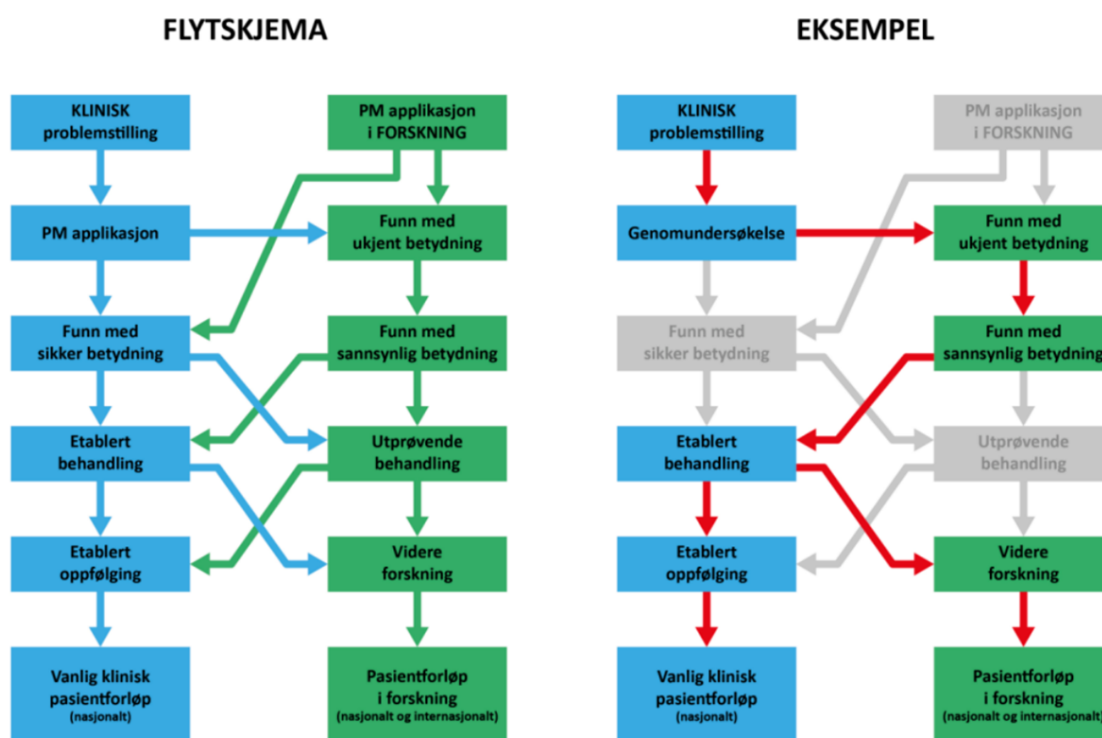 FLYTSKJEMA
KLINISK
problemstilling
PM applikasjon
i FORSKNING
PM applikasjon
Funn med
ukjent betydning
Funn med
sikker betydning
Funn med
sannsynlig betydning
Etablert
behandling
Utprøvende
behandling
Etablert
oppfølging
Videre
forskning
Vanlig klinisk
pasientforløp
(nasjonalt)
Pasientforløp
i forskning
(nasjonalt og internasjonalt)
EKSEMPEL
KLINISK
problemstilling
PM applikasjon
i FORSKNING
Genomundersøkelse
Funn med
ukjent betydning
Funn med
sikker betydning
Funn med
sannsynlig betydning
Etablert
behandling
Utprøvende
behandling
Etablert
oppfølging
Videre
forskning
Vanlig klinisk
pasientforløp
(nasjonalt)
Pasientforløp
i forskning
(nasjonalt og internasjonalt)